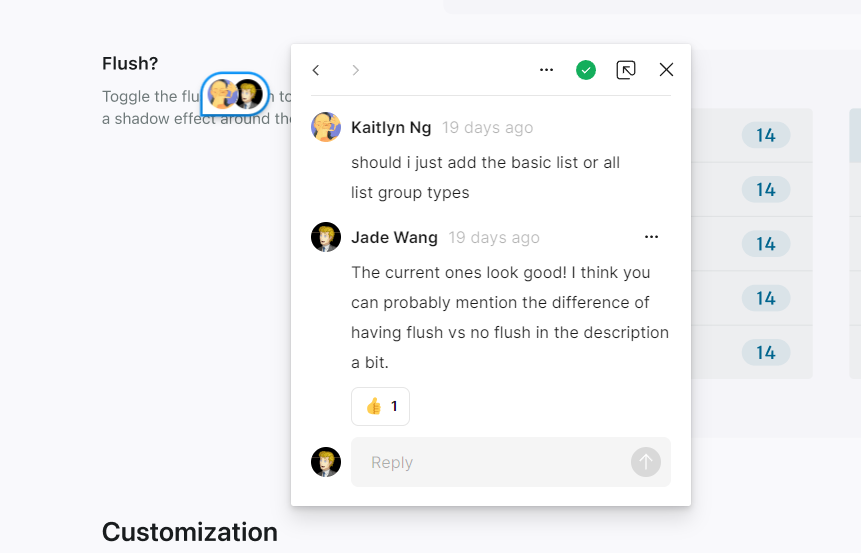 Flush?
Toggle the flu to
a shadow effect around the
Kaitlyn Ng 19 days ago
should i just add the basic list or all
list group types
Jade Wang 19 days ago
The current ones look good! I think you
can probably mention the difference of
having flush vs no flush in the description
a bit.
👍 1
Reply
14
14
14
14
14
Customization